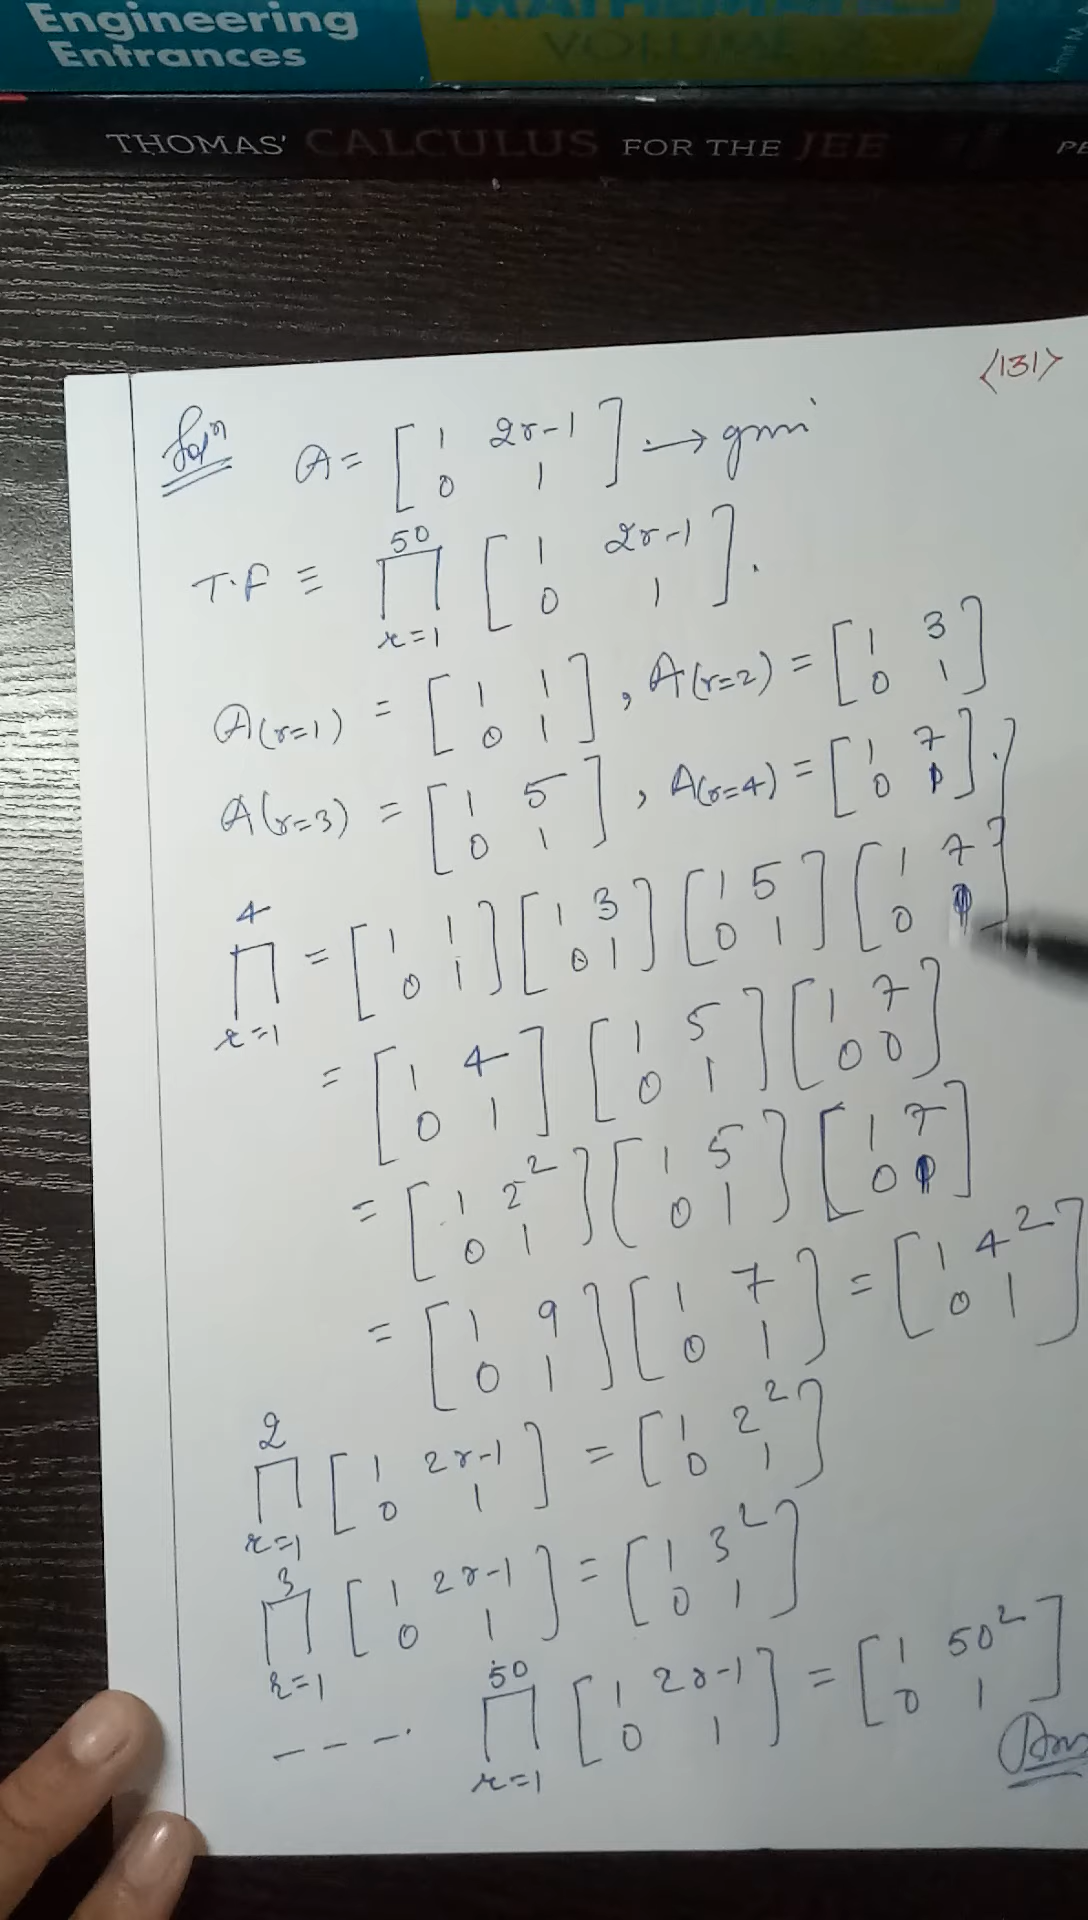 Engineering
Entrances
MATHEMATICS
VOLUME
THOMAS' CALCULUS FOR THE JEE
PE
<131>
Solⁿ A = [1 2r-1; 0 1] → given
T.F ≡ ∏_{r=1}^{50} [1 2r-1; 0 1].
A(r=1) = [1 1; 0 1], A(r=2) = [1 3; 0 1]
A(r=3) = [1 5; 0 1], A(r=4) = [1 7; 0 1].
∏_{r=1}^{4} = [1 1; 0 1] [1 3; 0 1] [1 5; 0 1] [1 7; 0 1]
= [1 4; 0 1] [1 5; 0 1] [1 7; 0 0]
= [1 2²; 0 1] [1 5; 0 1] [1 7; 0 1]
= [1 9; 0 1] [1 7; 0 1] = [1 4²; 0 1]
∏_{r=1}^{2} [1 2r-1; 0 1] = [1 2²; 0 1]
∏_{r=1}^{3} [1 2r-1; 0 1] = [1 3²; 0 1]
---. ∏_{r=1}^{50} [1 2r-1; 0 1] = [1 50²; 0 1]
Ans